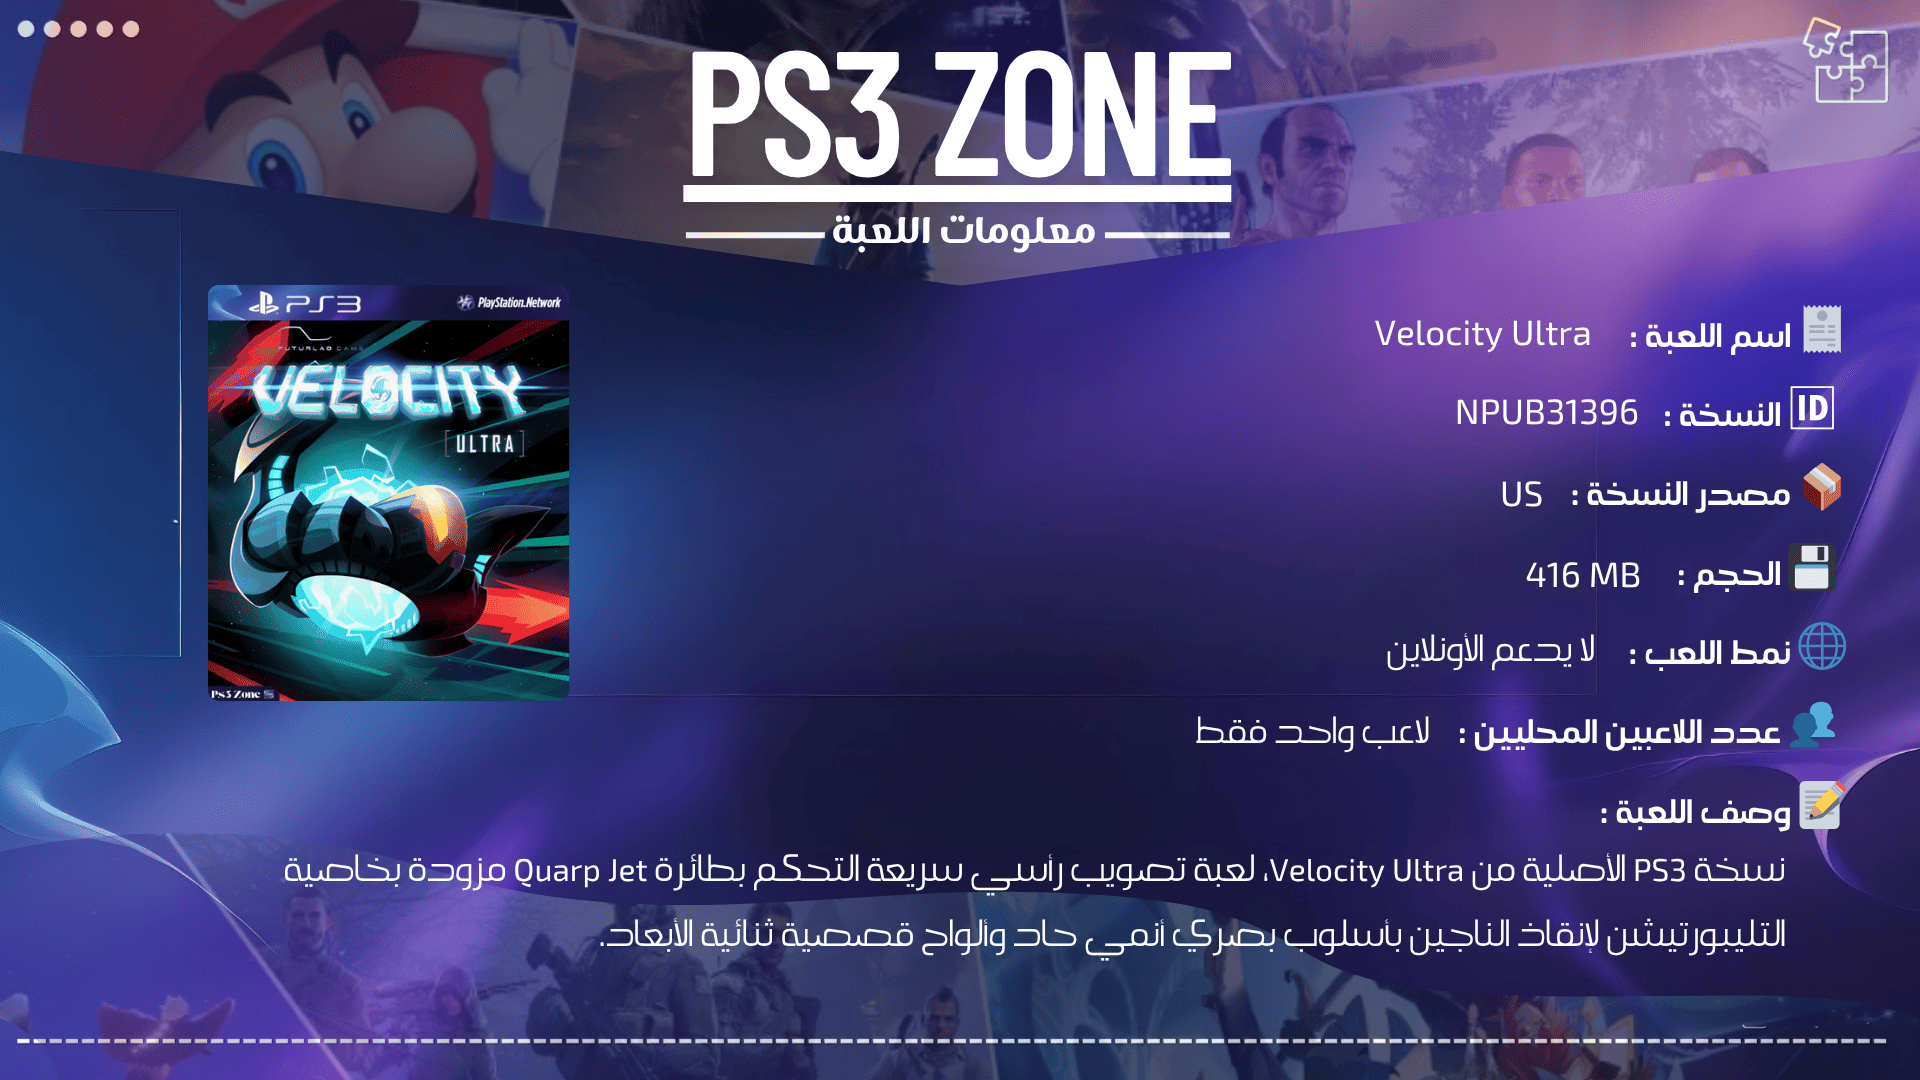 PS3 ZONE
معلومات اللعبة
PS3 PlayStation.Network
FUTURLAB GAME
VELOCITY
[ULTRA]
Ps3 Zone
اسم اللعبة : Velocity Ultra
ID النسخة : NPUB31396
مصدر النسخة : US
الحجم : 416 MB
نمط اللعب : لا يدعم الأونلاين
عدد اللاعبين المحليين : لاعب واحد فقط
وصف اللعبة :
نسخة PS3 الأصلية من Velocity Ultra، لعبة تصويب رأسي سريعة التحكم بطائرة Quarp Jet مزودة بخاصية
التليبورتيشن لإنقاذ الناجين بأسلوب بصري أنمي حاد وألواح قصصية ثنائية الأبعاد.